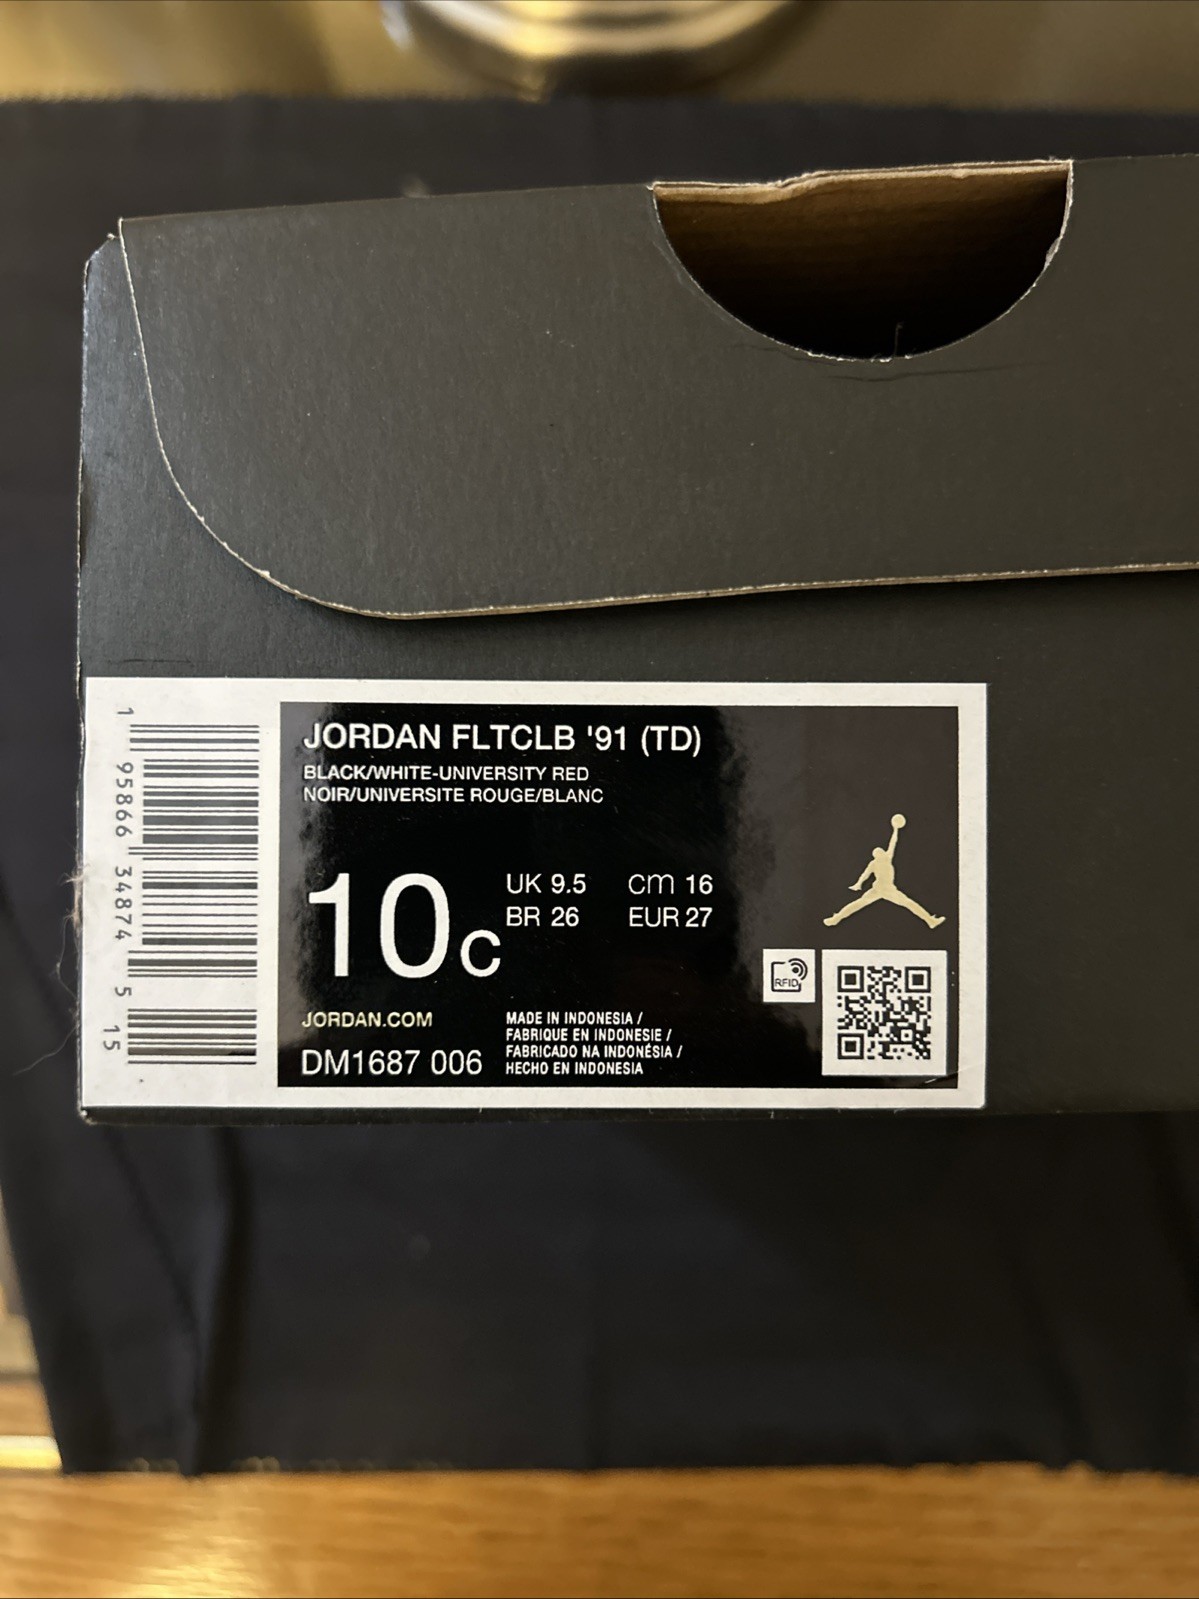 JORDAN FLTCLB '91 (TD)
BLACK/WHITE-UNIVERSITY RED
NOIR/UNIVERSITE ROUGE/BLANC
10c
UK 9.5 cm 16
BR 26 EUR 27
JORDAN.COM
DM1687 006
MADE IN INDONESIA /
FABRIQUE EN INDONESIE /
FABRICADO NA INDONÉSIA /
HECHO EN INDONESIA
RFID
1 95866 34874 5 15